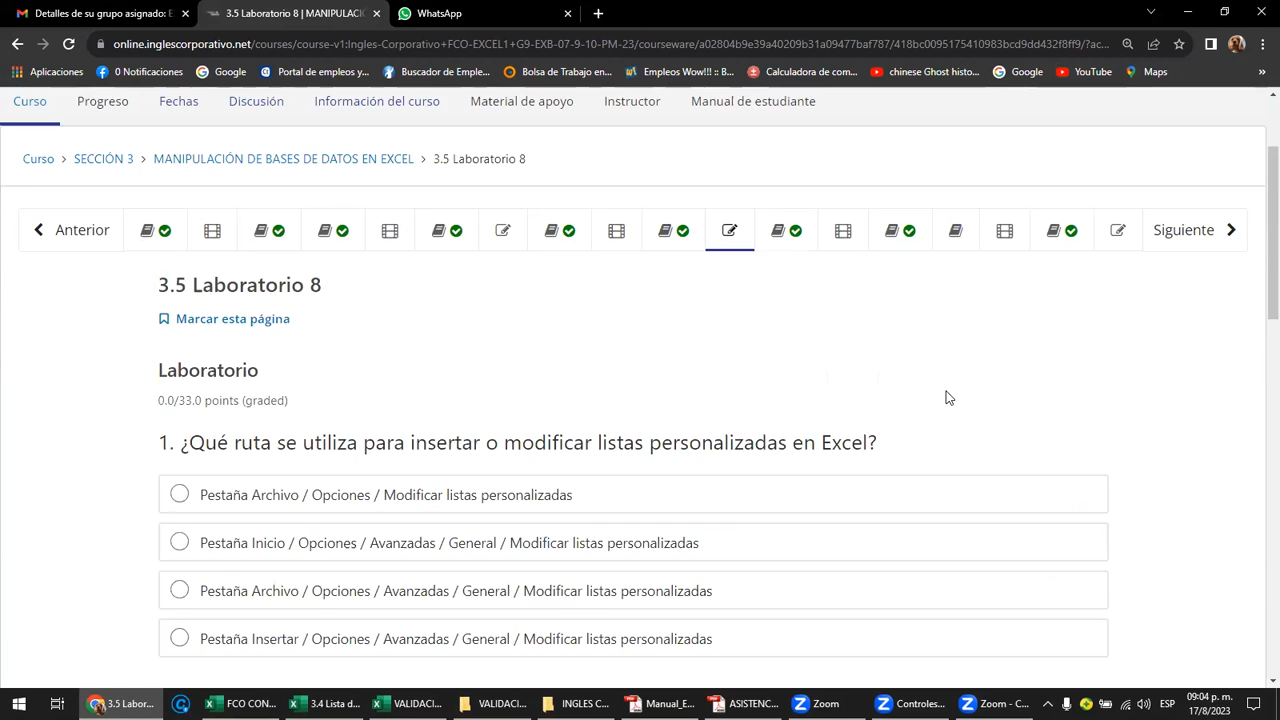 Detalles de su grupo asignado: E
3.5 Laboratorio 8 | MANIPULACI
WhatsApp
online.inglescorporativo.net/courses/course-v1:Ingles-Corporativo+FCO-EXCEL1+G9-EXB-07-9-10-PM-23/courseware/a02804b9e39a40209b31a09477baf787/418bc0095175410983bcd9dd432f8ff9/?ac...
Aplicaciones
0 Notificaciones
Google
Portal de empleos y...
Buscador de Emple...
Bolsa de Trabajo en...
Empleos Wow!!! :: B...
Calculadora de com...
chinese Ghost histo...
Google
YouTube
Maps
Curso
Progreso
Fechas
Discusión
Información del curso
Material de apoyo
Instructor
Manual de estudiante
Curso > SECCIÓN 3 > MANIPULACIÓN DE BASES DE DATOS EN EXCEL > 3.5 Laboratorio 8
Anterior
Siguiente
3.5 Laboratorio 8
Marcar esta página
Laboratorio
0.0/33.0 points (graded)
1. ¿Qué ruta se utiliza para insertar o modificar listas personalizadas en Excel?
Pestaña Archivo / Opciones / Modificar listas personalizadas
Pestaña Inicio / Opciones / Avanzadas / General / Modificar listas personalizadas
Pestaña Archivo / Opciones / Avanzadas / General / Modificar listas personalizadas
Pestaña Insertar / Opciones / Avanzadas / General / Modificar listas personalizadas
3.5 Labor...
FCO CON...
3.4 Lista d...
VALIDACI...
VALIDACI...
INGLES C...
Manual_E...
ASISTENC...
Zoom
Controles...
Zoom - C...
ESP
09:04 p. m.
17/8/2023